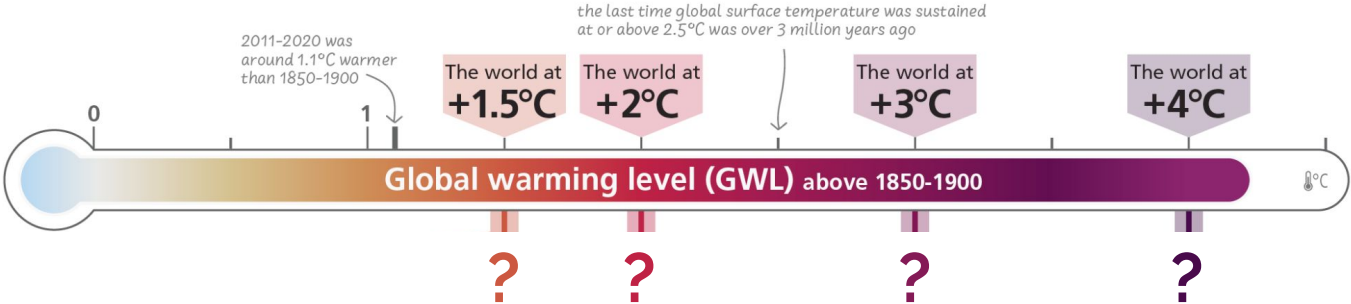 the last time global surface temperature was sustained
at or above 2.5°C was over 3 million years ago
2011-2020 was
around 1.1°C warmer
than 1850-1900
The world at
+1.5°C
The world at
+2°C
The world at
+3°C
The world at
+4°C
0
1
Global warming level (GWL) above 1850-1900
°C
?
?
?
?